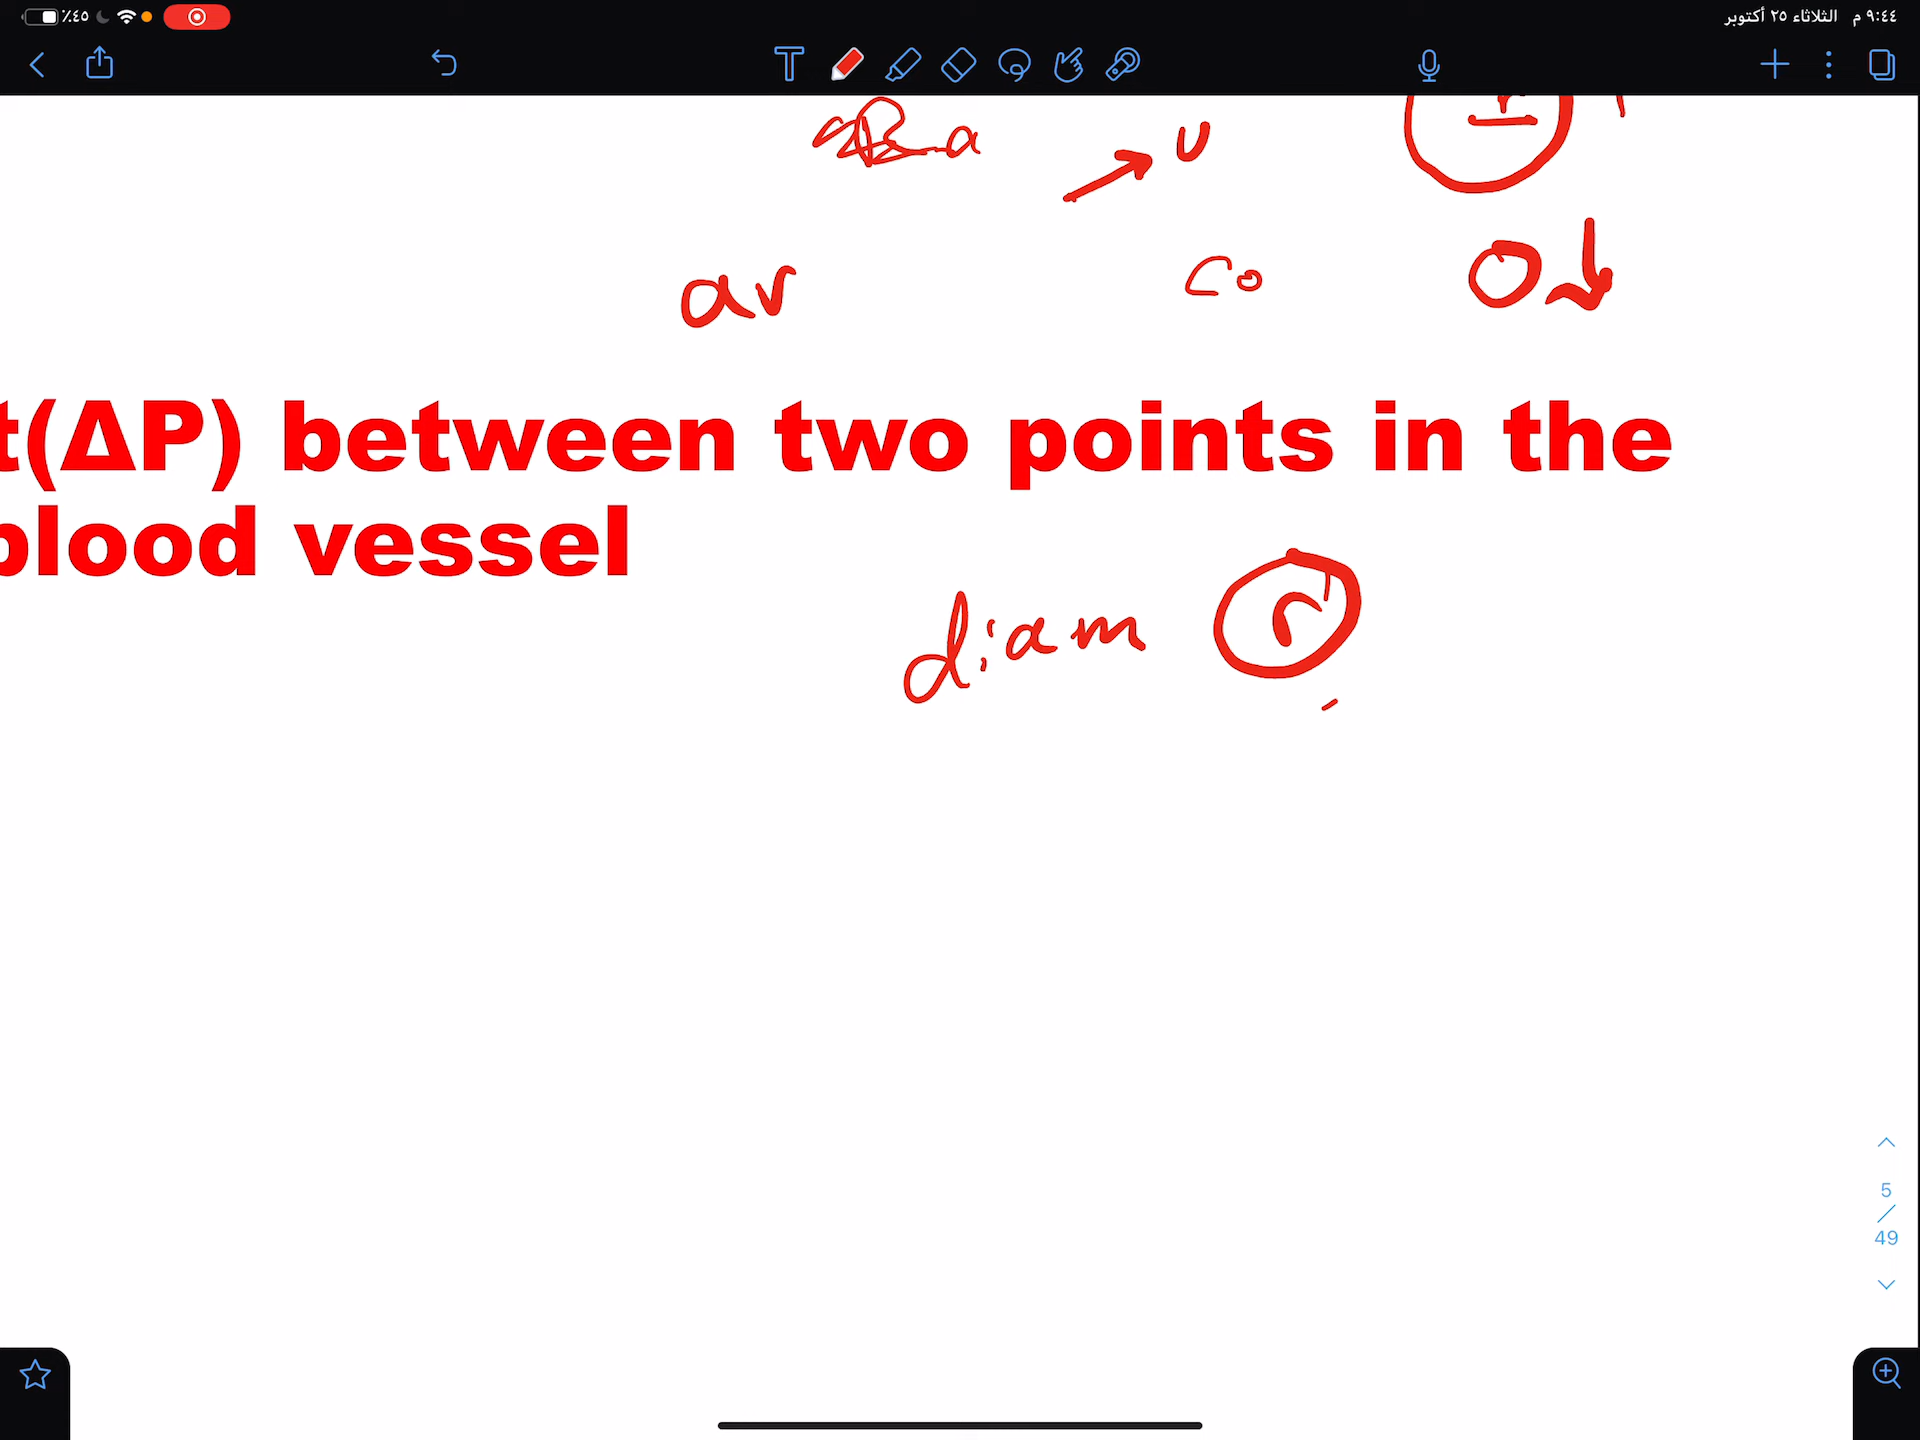 ٪٤٥
٩:٤٤ م الثلاثاء ٢٥ أكتوبر
a
v
r
ar
co
t(ΔP) between two points in the
blood vessel
diam r
5
/
49